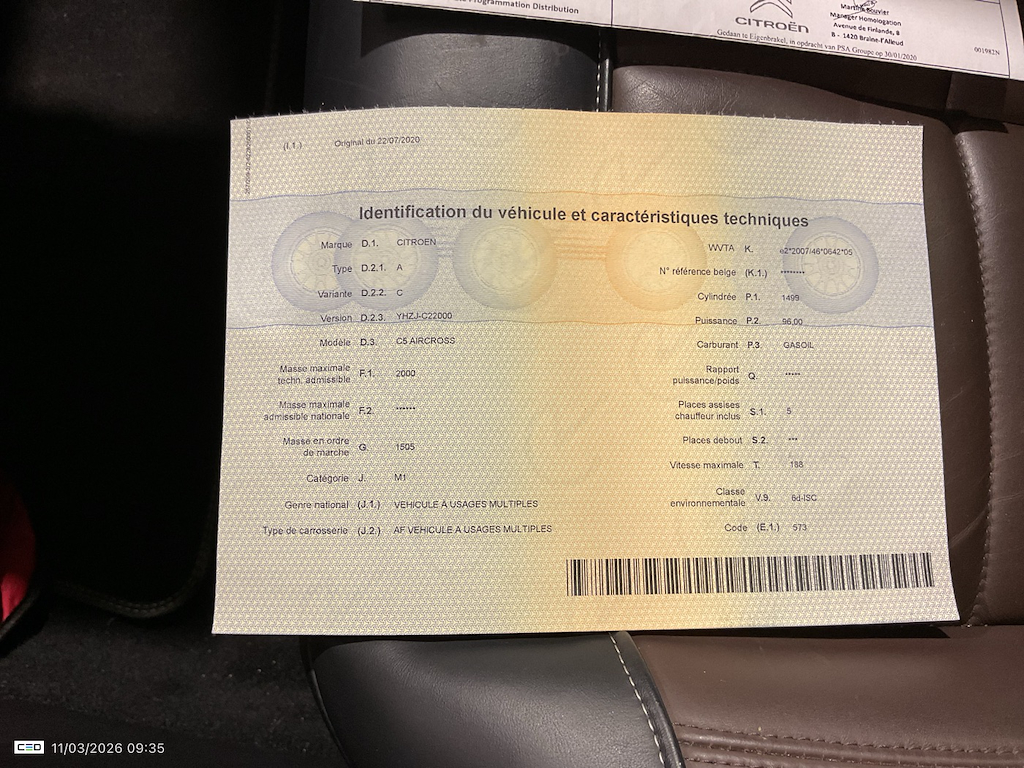 Programmation Distribution
CITROËN
Manager Homologation
Avenue de Finlande, 8
B - 1420 Braine-l'Alleud
Gedaan te Eigenbrakel, in opdracht van PSA Groupe op 30/01/2020
001982N
(I.1.) Original du 22/07/2020
Identification du véhicule et caractéristiques techniques
Marque D.1. CITROEN
Type D.2.1. A
Variante D.2.2. C
Version D.2.3. YHZJ-C22000
Modèle D.3. C5 AIRCROSS
Masse maximale
techn. admissible F.1. 2000
Masse maximale
admissible nationale F.2. ******
Masse en ordre
de marche G. 1505
Catégorie J. M1
Genre national (J.1.) VEHICULE À USAGES MULTIPLES
Type de carrosserie (J.2.) AF VEHICULE À USAGES MULTIPLES
WVTA K. e2*2007/46*0642*05
N° référence belge (K.1.) ********
Cylindrée P.1. 1499
Puissance P.2. 96,00
Carburant P.3. GASOIL
Rapport
puissance/poids Q. *****
Places assises
chauffeur inclus S.1. 5
Places debout S.2. ***
Vitesse maximale T. 188
Classe
environnementale V.9. 6d-ISC
Code (E.1.) 573
CEO 11/03/2026 09:35